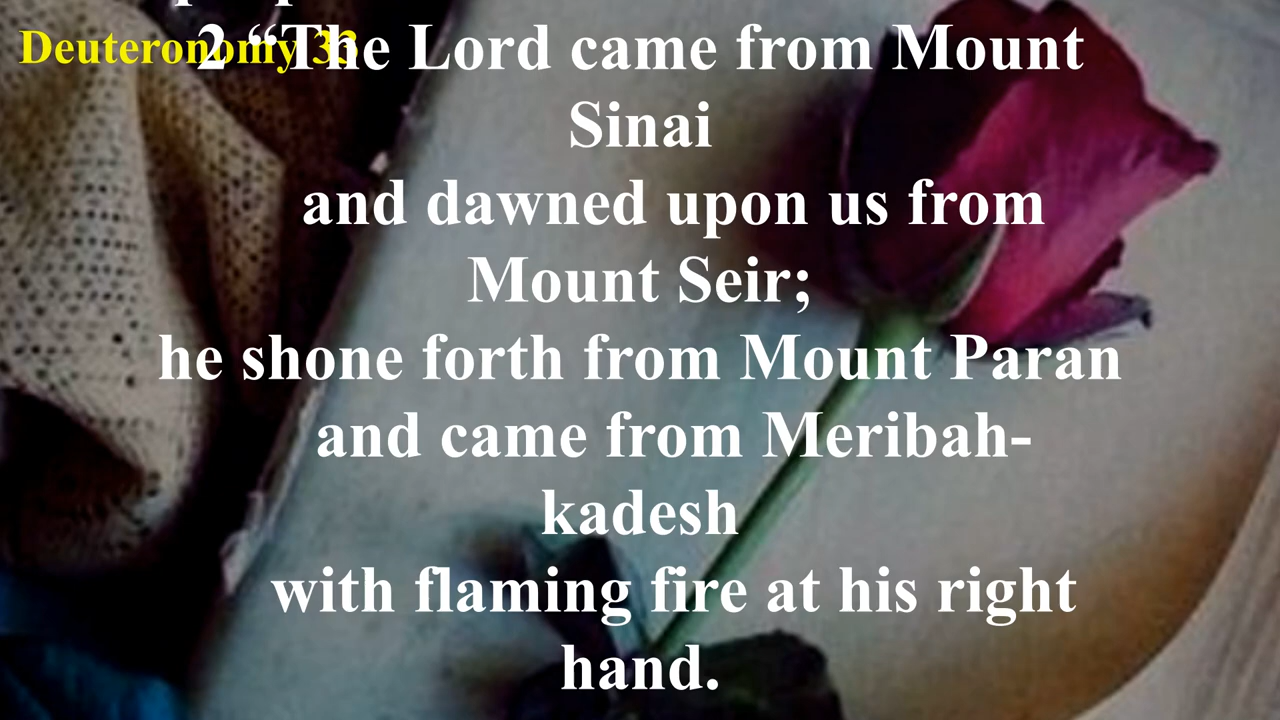 Deuteronomy 33
2 “The Lord came from Mount
Sinai
and dawned upon us from
Mount Seir;
he shone forth from Mount Paran
and came from Meribah-
kadesh
with flaming fire at his right
hand.